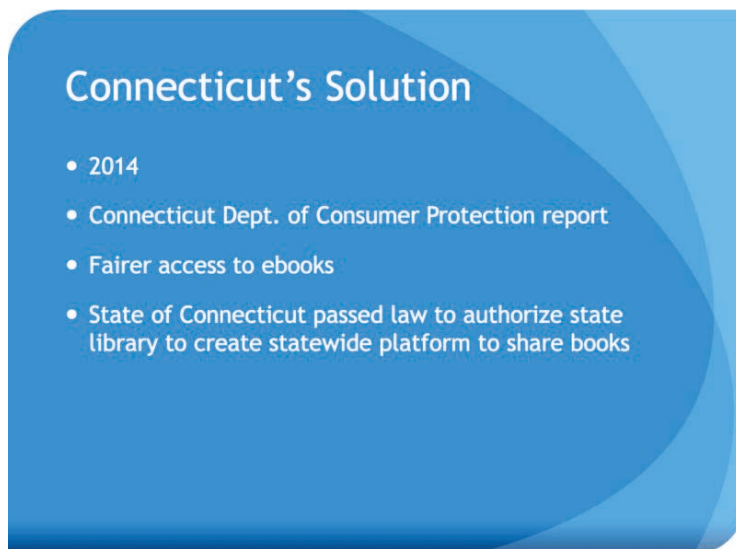 Connecticut’s Solution
• 2014
• Connecticut Dept. of Consumer Protection report
• Fairer access to ebooks
• State of Connecticut passed law to authorize state
library to create statewide platform to share books